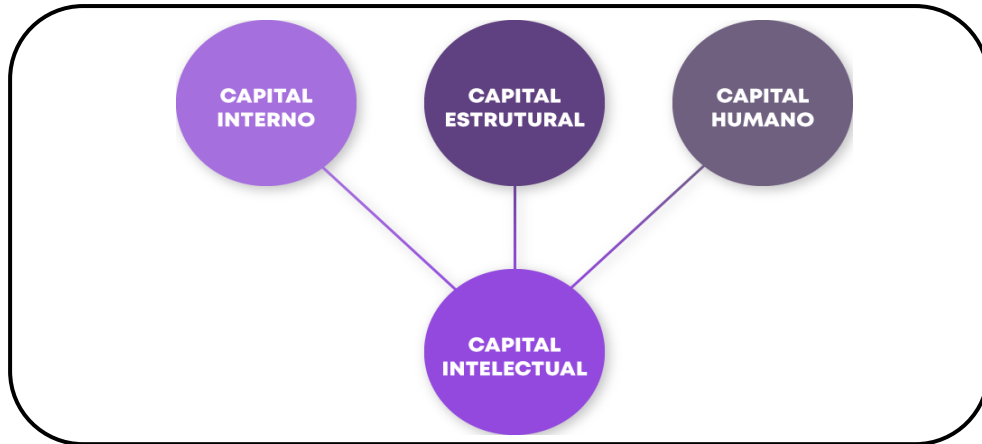 CAPITAL
INTERNO
CAPITAL
ESTRUTURAL
CAPITAL
HUMANO
CAPITAL
INTELECTUAL